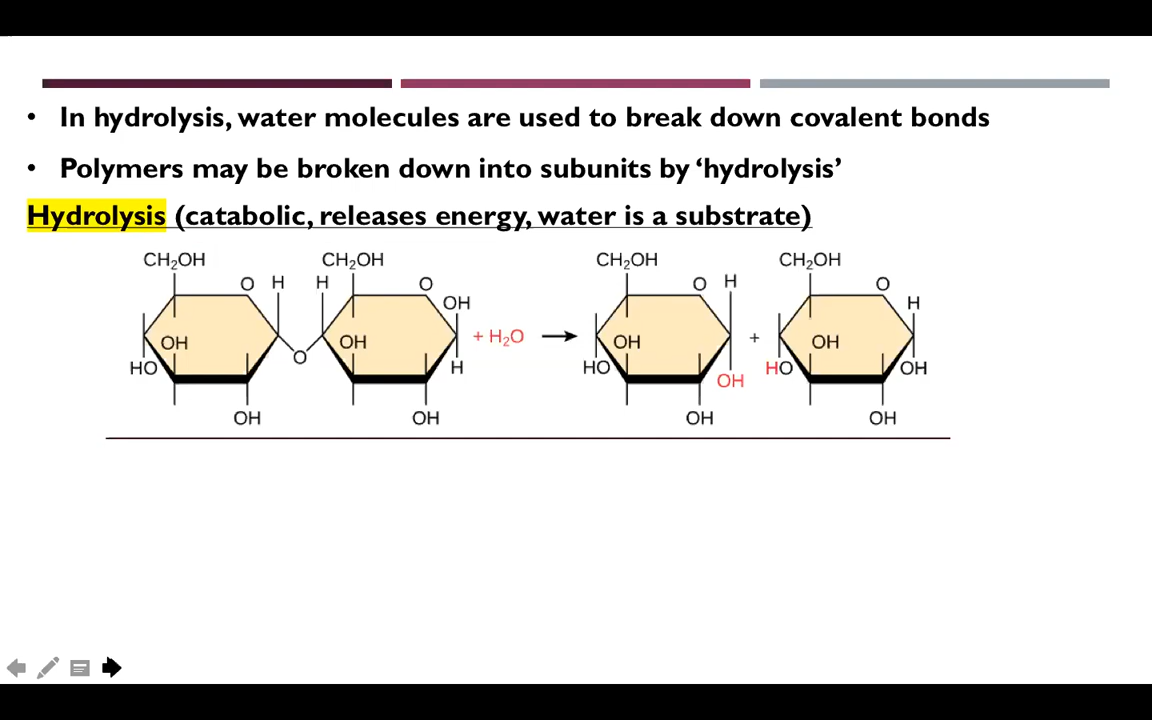 • In hydrolysis, water molecules are used to break down covalent bonds
• Polymers may be broken down into subunits by ‘hydrolysis’
Hydrolysis (catabolic, releases energy, water is a substrate)
CH₂OH CH₂OH CH₂OH CH₂OH
O H H O O H O
OH H
OH OH + H₂O OH + OH
O
HO H HO HO OH
OH
OH OH OH OH